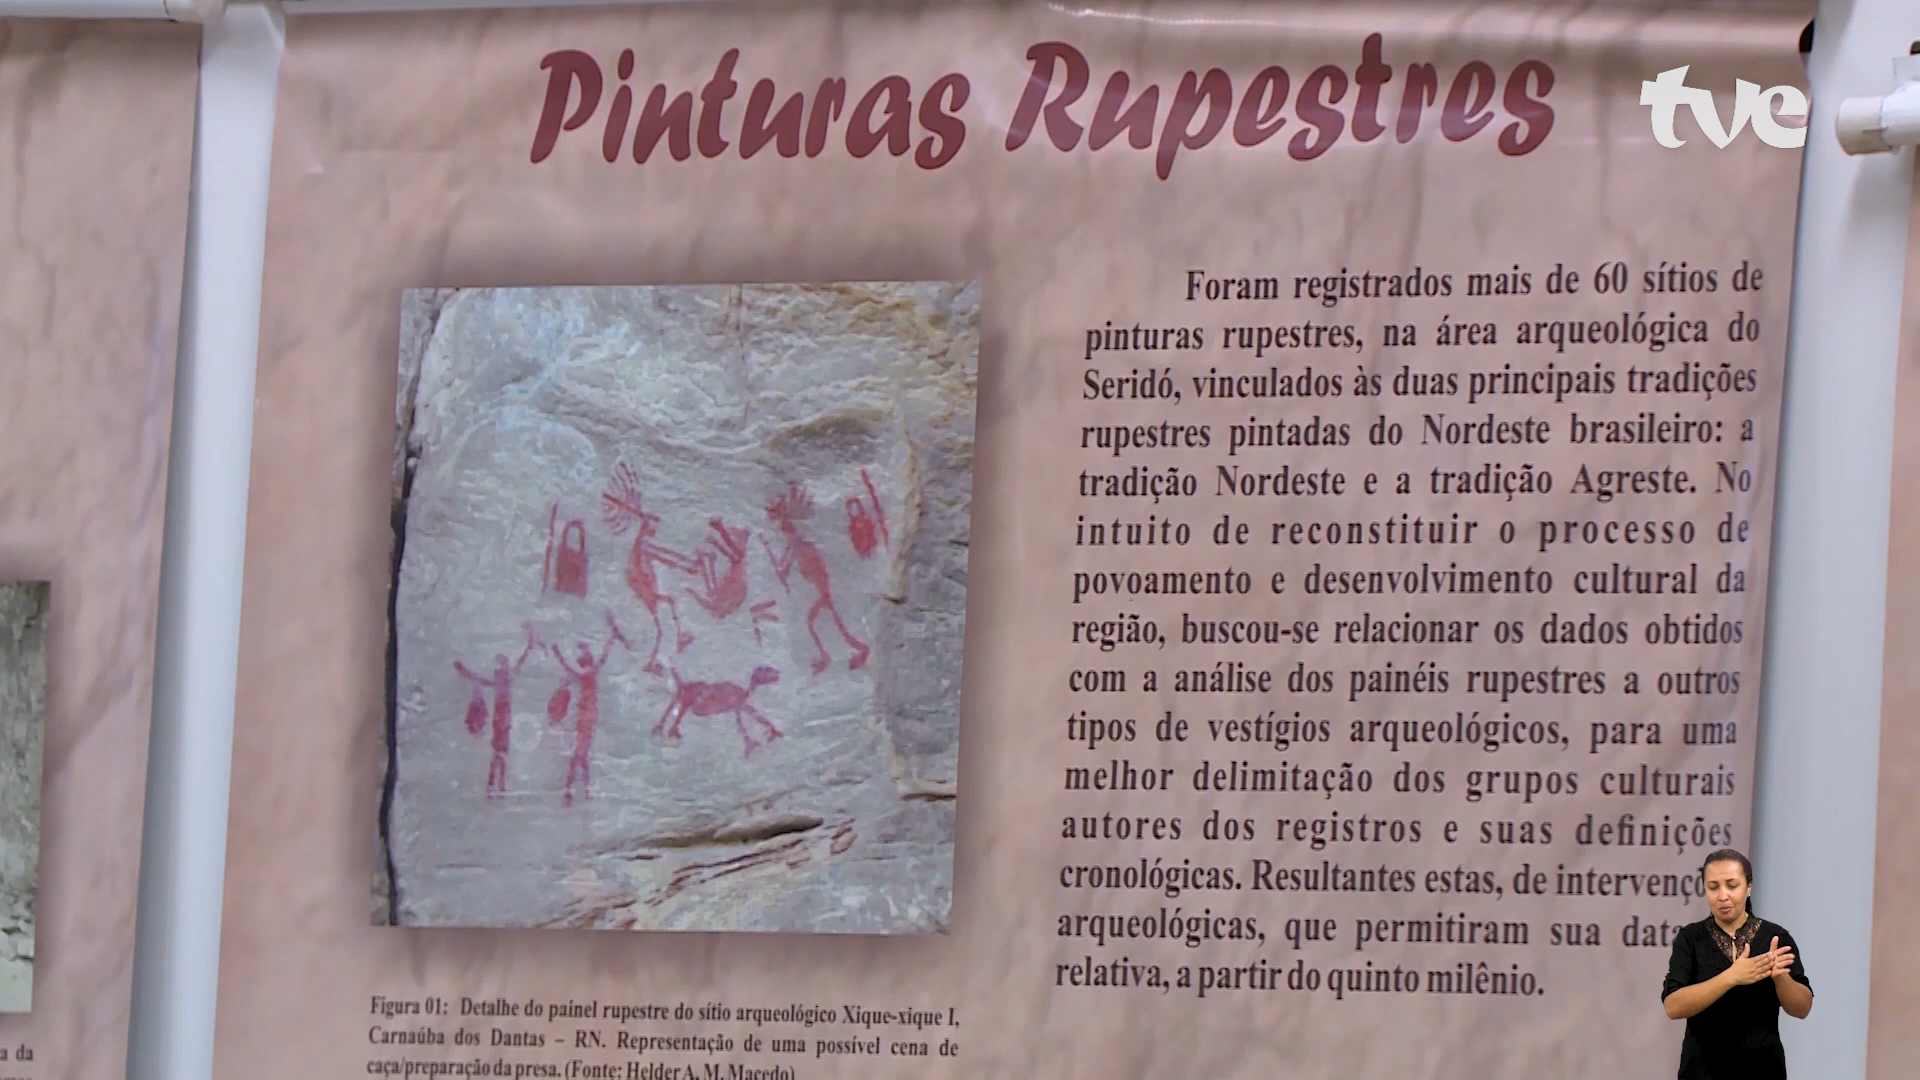 Pinturas Rupestres
tve
Foram registrados mais de 60 sítios de
pinturas rupestres, na área arqueológica do
Seridó, vinculados às duas principais tradições
rupestres pintadas do Nordeste brasileiro: a
tradição Nordeste e a tradição Agreste. No
intuito de reconstituir o processo de
povoamento e desenvolvimento cultural da
região, buscou-se relacionar os dados obtidos
com a análise dos painéis rupestres a outros
tipos de vestígios arqueológicos, para uma
melhor delimitação dos grupos culturais
autores dos registros e suas definições
cronológicas. Resultantes estas, de
arqueológicas, que permitiram sua
relativa, a partir do quinto milênio.
Figura 01: Detalhe do painel rupestre do sítio arqueológico Xique-xique I,
Carnaúba dos Dantas – RN. Representação de uma possível cena de
caça/preparação da presa. (Fonte: Helder A. M. Macedo)
a da